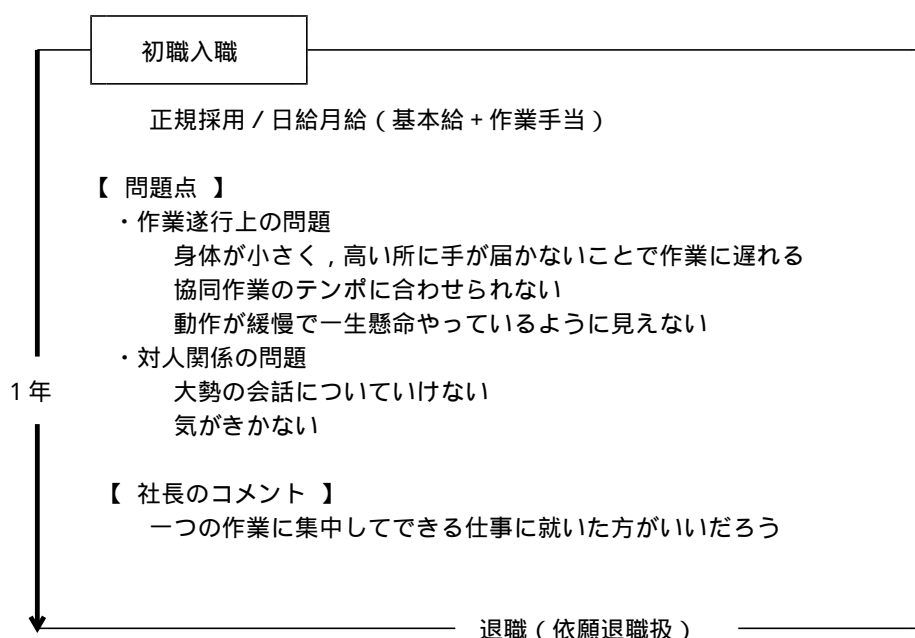 初職入職
正規採用/日給月給(基本給+作業手当)
【 問題点 】
・作業遂行上の問題
身体が小さく,高い所に手が届かないことで作業に遅れる
協同作業のテンポに合わせられない
動作が緩慢で一生懸命やっているように見えない
・対人関係の問題
1年
大勢の会話についていけない
気がきかない
【 社長のコメント 】
一つの作業に集中してできる仕事に就いた方がいいだろう
退職(依願退職扱)